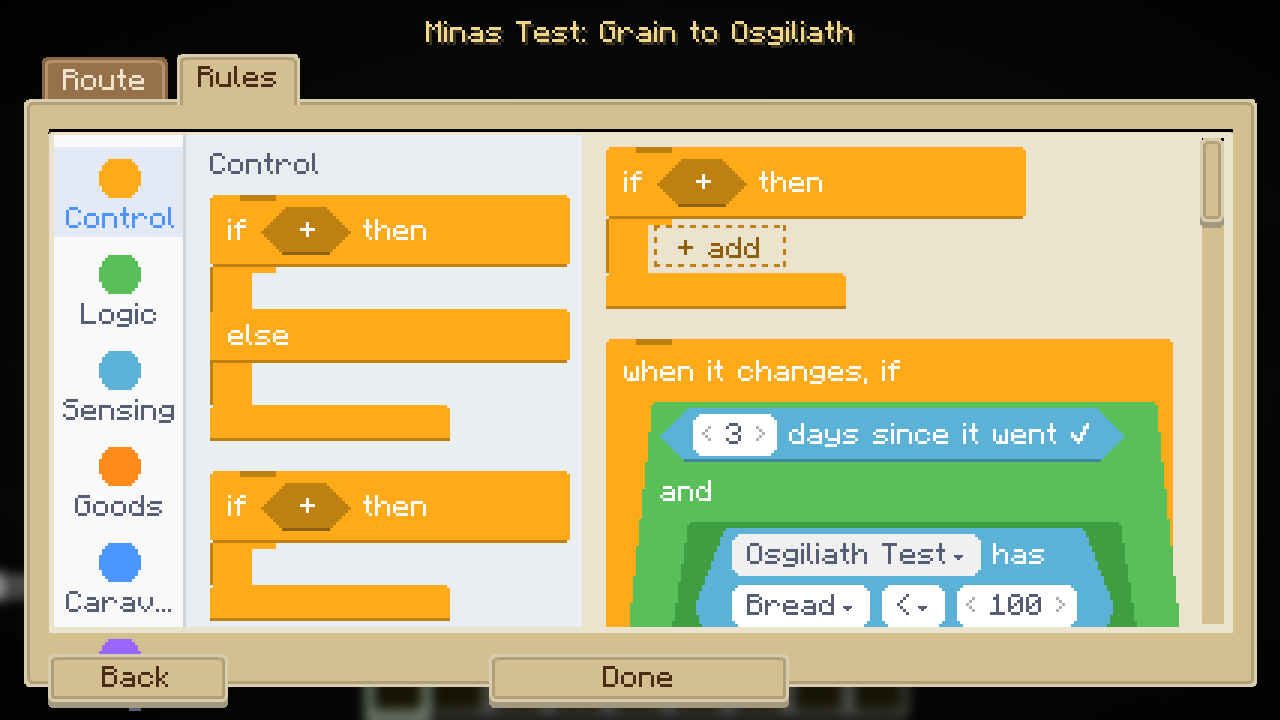 Minas Test: Grain to Osgiliath
Route
Rules
Control
Logic
Sensing
Goods
Carav...
Control
if + then
else
if + then
if + then
+ add
when it changes, if
< 3 > days since it went ✓
and
Osgiliath Test has
Bread < < 100 >
Back
Done